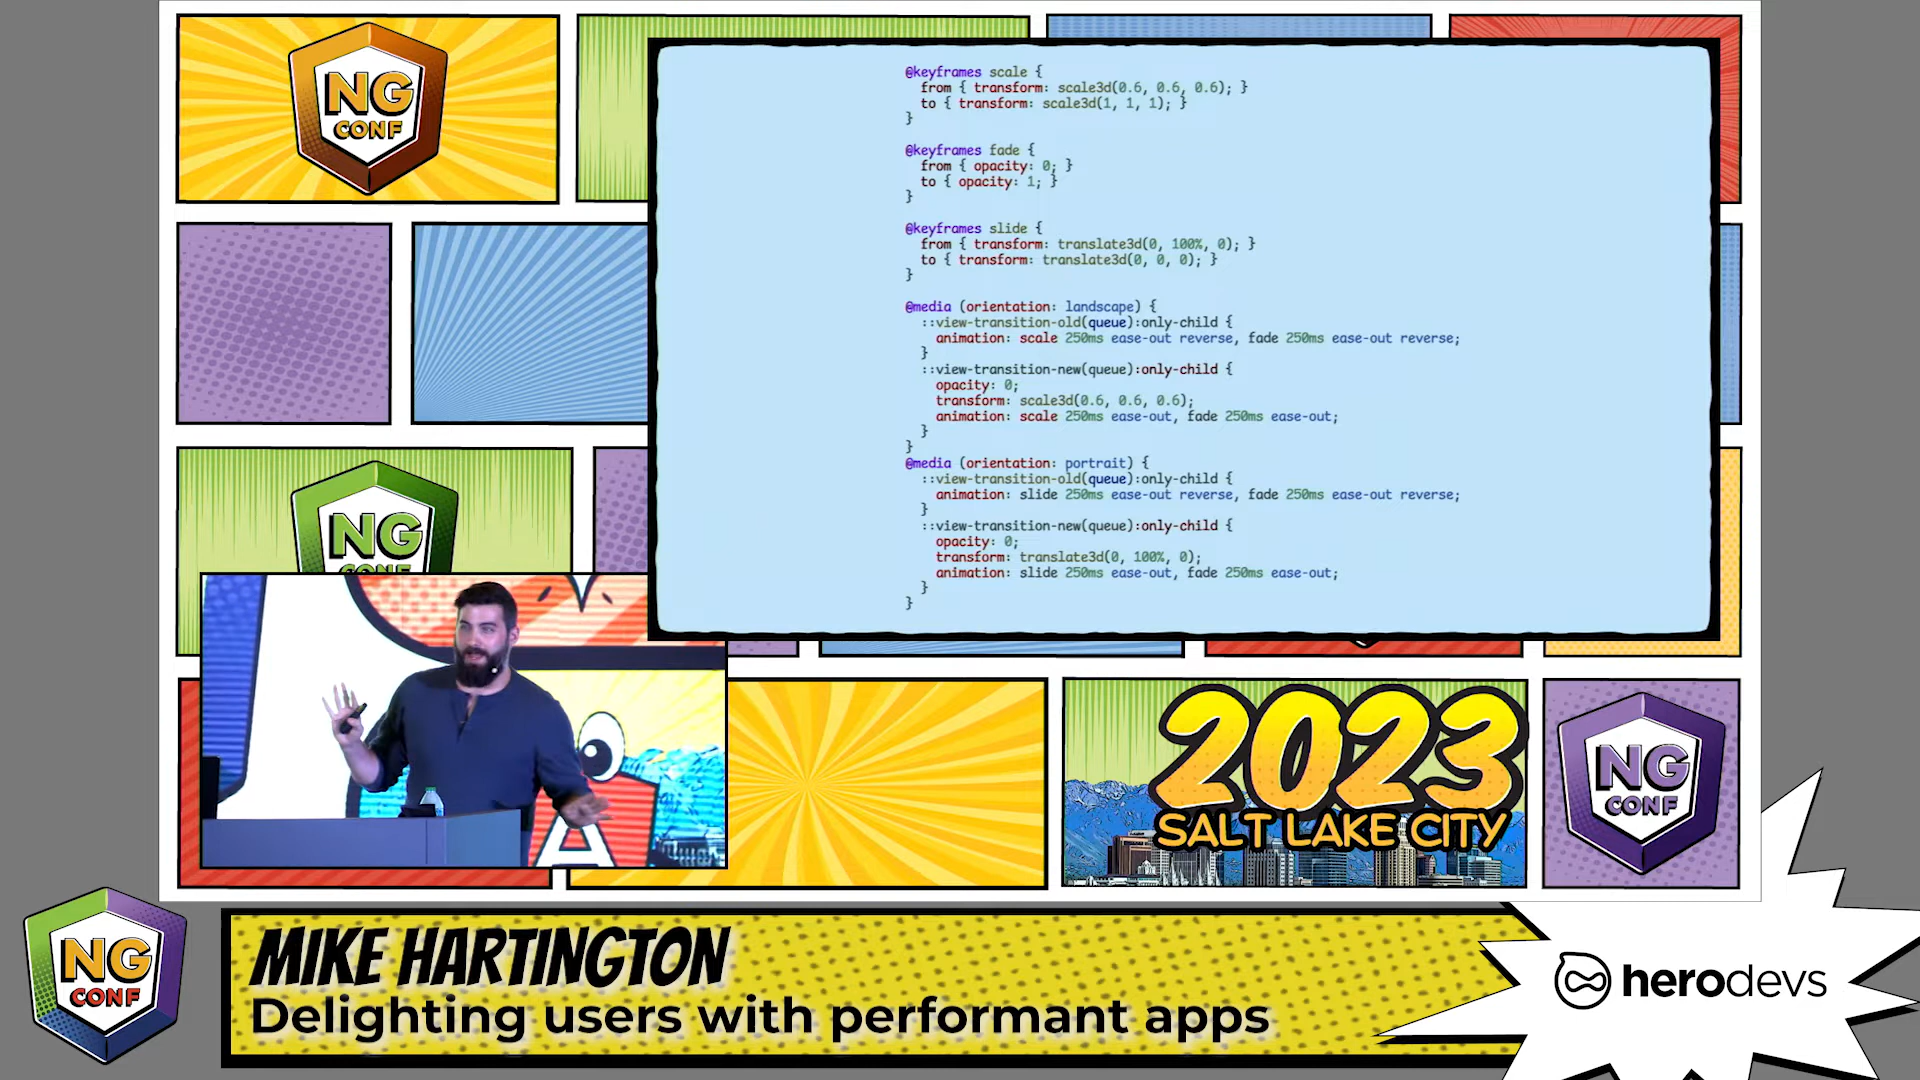 NG
CONF
@keyframes scale {
from { transform: scale3d(0.6, 0.6, 0.6); }
to { transform: scale3d(1, 1, 1); }
}
@keyframes fade {
from { opacity: 0; }
to { opacity: 1; }
}
@keyframes slide {
from { transform: translate3d(0, 100%, 0); }
to { transform: translate3d(0, 0, 0); }
}
@media (orientation: landscape) {
::view-transition-old(queue):only-child {
animation: scale 250ms ease-out reverse, fade 250ms ease-out reverse;
}
::view-transition-new(queue):only-child {
opacity: 0;
transform: scale3d(0.6, 0.6, 0.6);
animation: scale 250ms ease-out, fade 250ms ease-out;
}
}
@media (orientation: portrait) {
::view-transition-old(queue):only-child {
animation: slide 250ms ease-out reverse, fade 250ms ease-out reverse;
}
::view-transition-new(queue):only-child {
opacity: 0;
transform: translate3d(0, 100%, 0);
animation: slide 250ms ease-out, fade 250ms ease-out;
}
}
NG
CONF
A
2023
SALT LAKE CITY
NG
CONF
NG
CONF
MIKE HARTINGTON
Delighting users with performant apps
herodevs